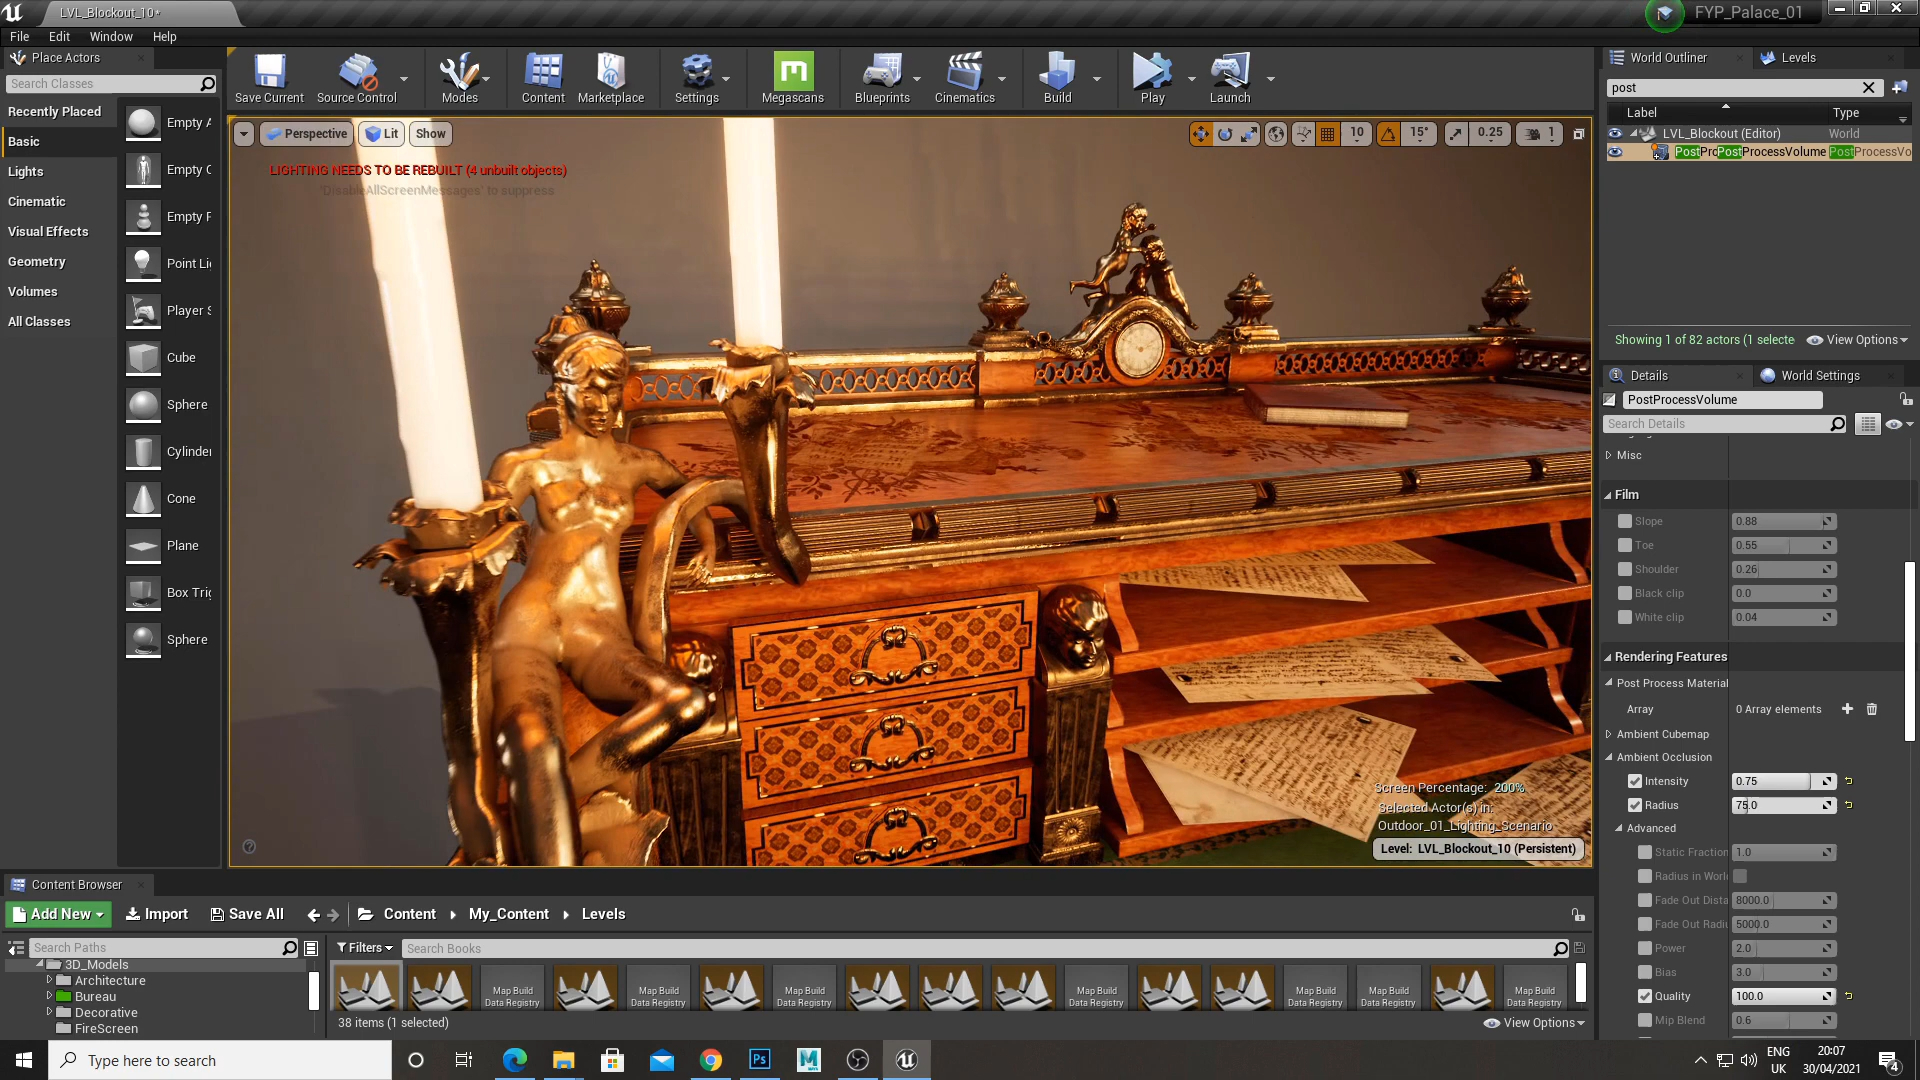 LVL_Blockout_10*
FYP_Palace_01
File Edit Window Help
Place Actors
Search Classes
Recently Placed
Basic
Lights
Cinematic
Visual Effects
Geometry
Volumes
All Classes
Empty A
Empty C
Empty P
Point Li
Player S
Cube
Sphere
Cylinder
Cone
Plane
Box Trig
Sphere
Save Current
Source Control
Modes
Content
Marketplace
Settings
Megascans
Blueprints
Cinematics
Build
Play
Launch
Perspective
Lit
Show
10
15°
0.25
1
LIGHTING NEEDS TO BE REBUILT (4 unbuilt objects)
'DisableAllScreenMessages' to suppress
Screen Percentage: 200%
Selected Actor(s) in:
Outdoor_01_Lighting_Scenario
Level: LVL_Blockout_10 (Persistent)
World Outliner
Levels
post
Label Type
LVL_Blockout (Editor) World
PostPrcPostProcessVolume PostProcessVo
Showing 1 of 82 actors (1 selecte View Options
Details
World Settings
PostProcessVolume
Search Details
Misc
Film
Slope 0.88
Toe 0.55
Shoulder 0.26
Black clip 0.0
White clip 0.04
Rendering Features
Post Process Material
Array 0 Array elements
Ambient Cubemap
Ambient Occlusion
Intensity 0.75
Radius 75.0
Advanced
Static Fraction 1.0
Radius in Worl
Fade Out Dista 8000.0
Fade Out Radiu 5000.0
Power 2.0
Bias 3.0
Quality 100.0
Mip Blend 0.6
Content Browser
Add New Import Save All Content My_Content Levels
Search Paths
3D_Models
Architecture
Bureau
Decorative
FireScreen
Filters
Search Books
Map Build
Data Registry
Map Build
Data Registry
Map Build
Data Registry
Map Build
Data Registry
Map Build
Data Registry
Map Build
Data Registry
Map Build
Data Registry
38 items (1 selected)
View Options
Type here to search
Ps
M
ENG
UK
20:07
30/04/2021
4